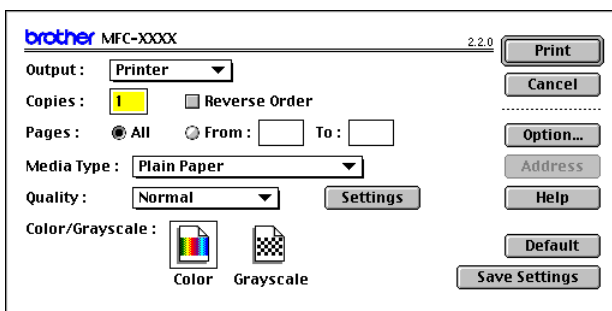 brother MFC-XXXX 2.2.0 Print
Output : Printer Cancel
Copies : 1 Reverse Order
Pages : All From : To : Option...
Media Type : Plain Paper Address
Quality : Normal Settings Help
Color/Grayscale :
Default
Color Grayscale Save Settings